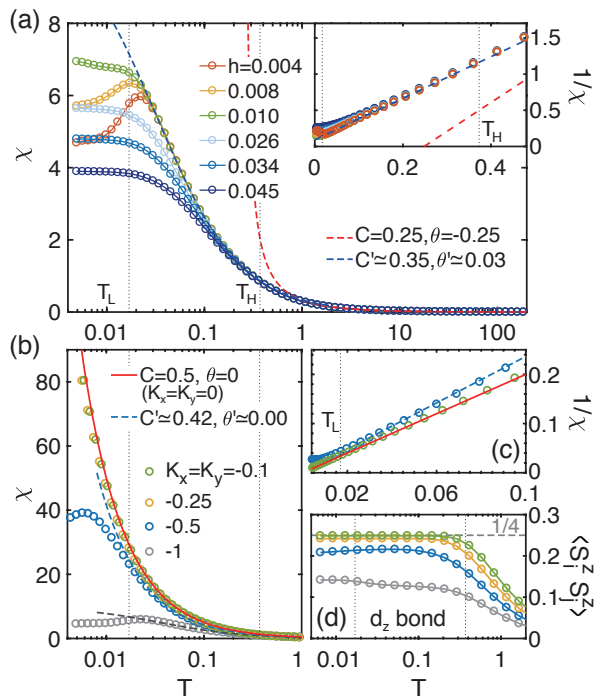 (a)
8
6
4
2
0
χ
h=0.004
0.008
0.010
0.026
0.034
0.045
T_L
T_H
0.01
0.1
1
10
100
C=0.25,θ=-0.25
C'≃0.35,θ'≃0.03
1.5
1
0.5
0
1/χ
T_H
0
0.2
0.4
(b)
80
60
40
20
0
χ
C=0.5, θ=0
(K_x=K_y=0)
C'≃0.42, θ'≃0.00
K_x=K_y=-0.1
-0.25
-0.5
-1
0.01
0.1
1
T
T_L
(c)
0.2
0.1
0
1/χ
0.02
0.06
0.1
1/4
0.3
0.2
0.1
0
⟨S_i^z S_j^z⟩
(d)
d_z bond
0.01
0.1
1
T